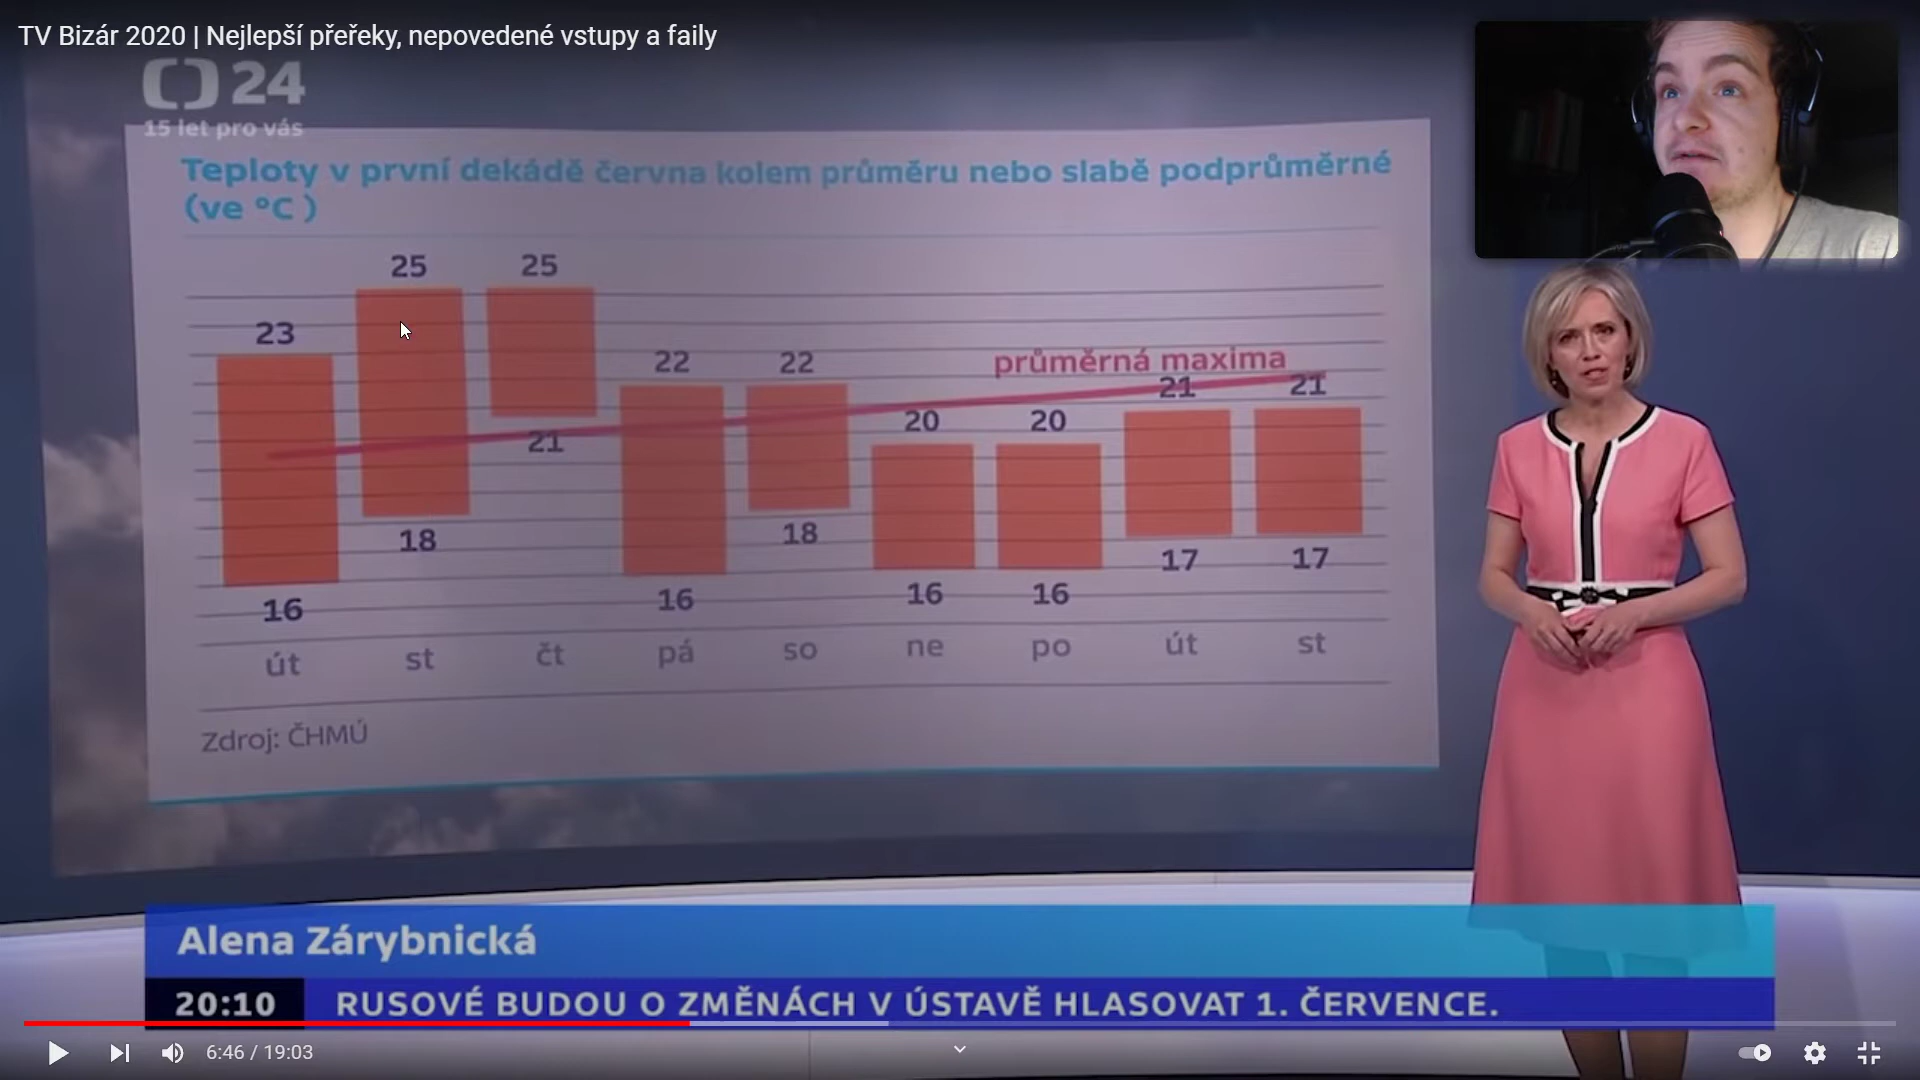 TV Bizár 2020 | Nejlepší přeřeky, nepovedené vstupy a faily
24
15 let pro vás
Teploty v první dekádě června kolem průměru nebo slabě podprůměrné
(ve °C )
25 25
23
22 22
průměrná maxima
21 21
20 20
21
18
18
17 17
16 16 16 16
út st čt pá so ne po út st
Zdroj: ČHMÚ
Alena Zárybnická
20:10 RUSOVÉ BUDOU O ZMĚNÁCH V ÚSTAVĚ HLASOVAT 1. ČERVENCE.
6:46 / 19:03